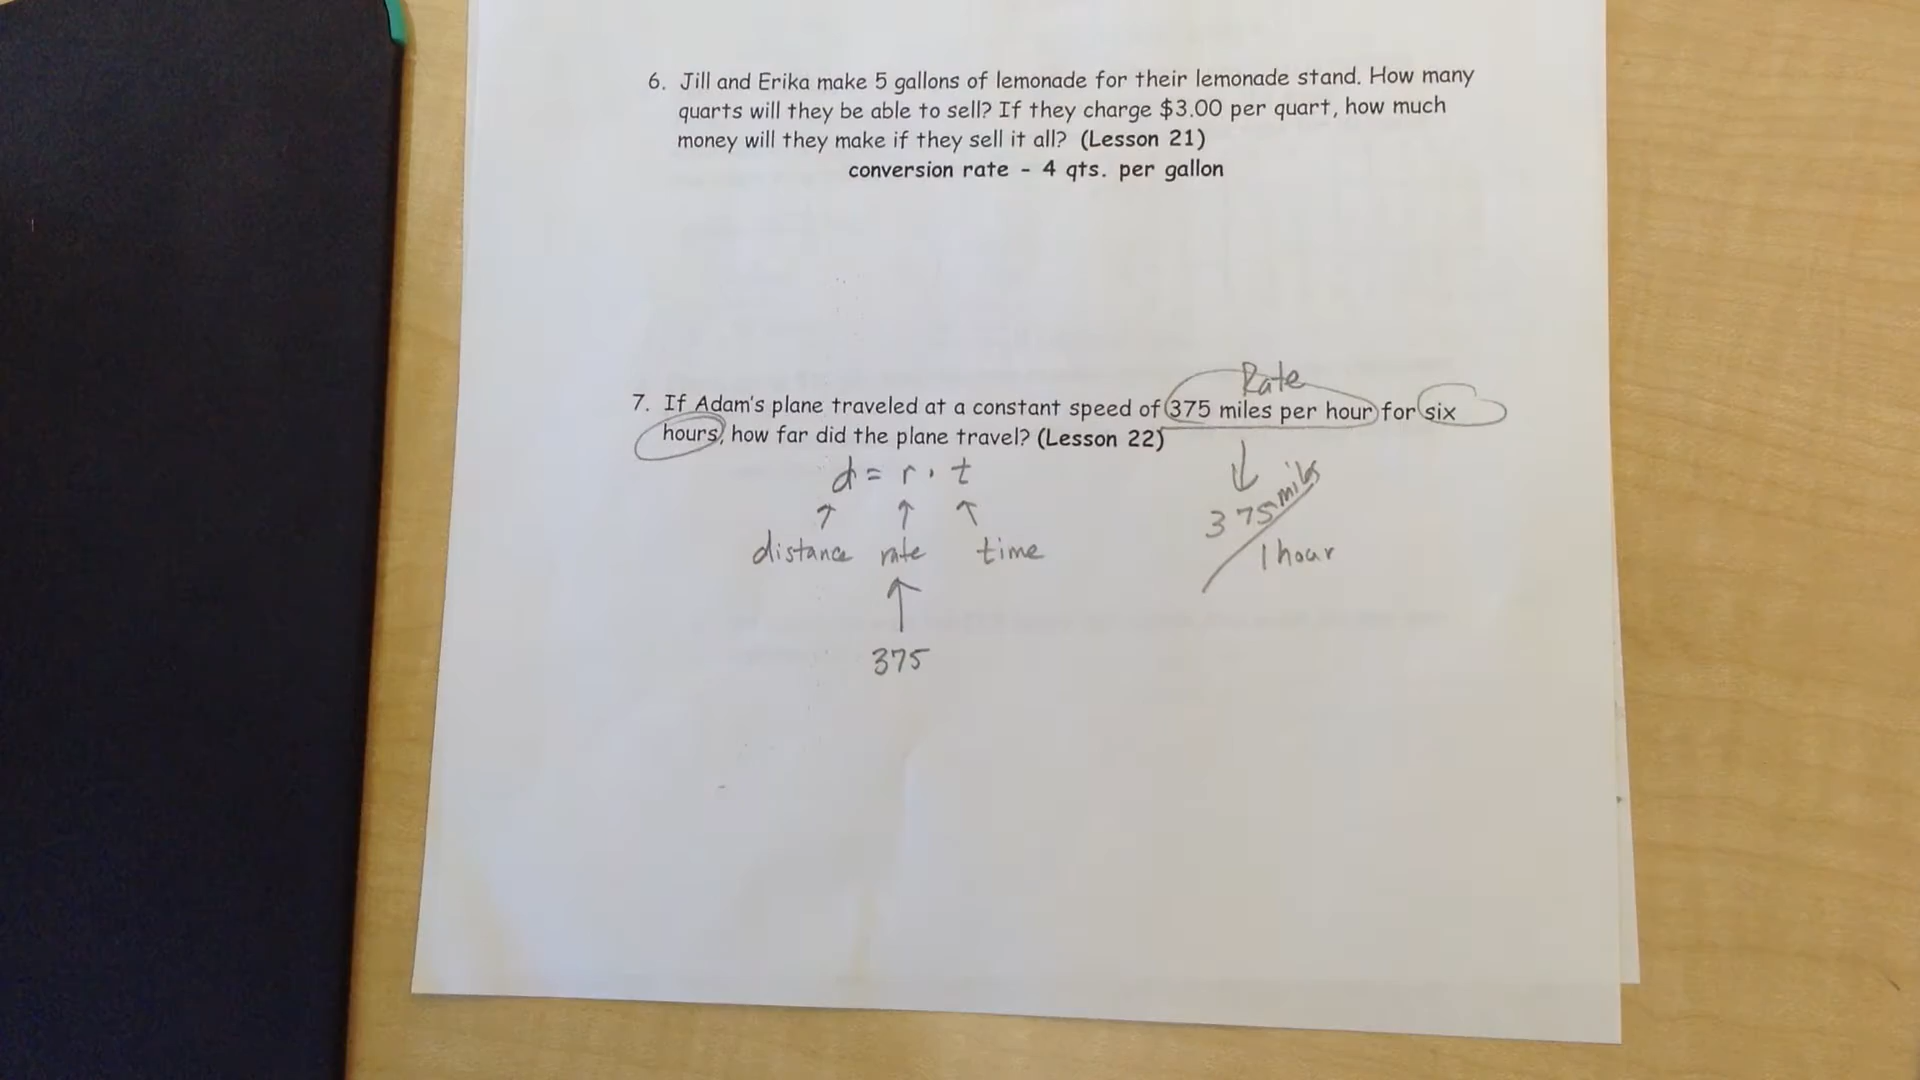 6. Jill and Erika make 5 gallons of lemonade for their lemonade stand. How many
quarts will they be able to sell? If they charge $3.00 per quart, how much
money will they make if they sell it all? (Lesson 21)
conversion rate - 4 qts. per gallon
Rate
7. If Adam's plane traveled at a constant speed of 375 miles per hour for six
hours, how far did the plane travel? (Lesson 22)
d = r · t
375 miles
distance rate time
1 hour
375